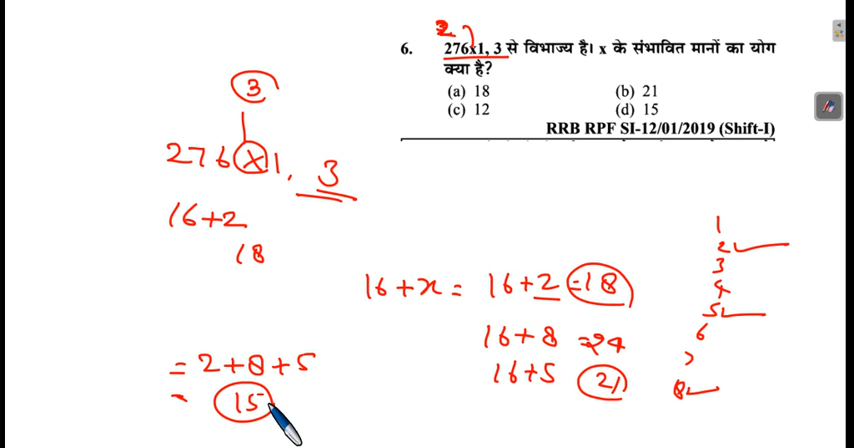 6. 276x1, 3 से विभाज्य है। x के संभावित मानों का योग
क्या है?
(a) 18 (b) 21
(c) 12 (d) 15
RRB RPF SI-12/01/2019 (Shift-I)
3
276x1, 3
16+2
18
16+x = 16+2=18
16+8 =24
16+5 21
= 2+8+5
= 15
1
2
3
4
5
6
7
8